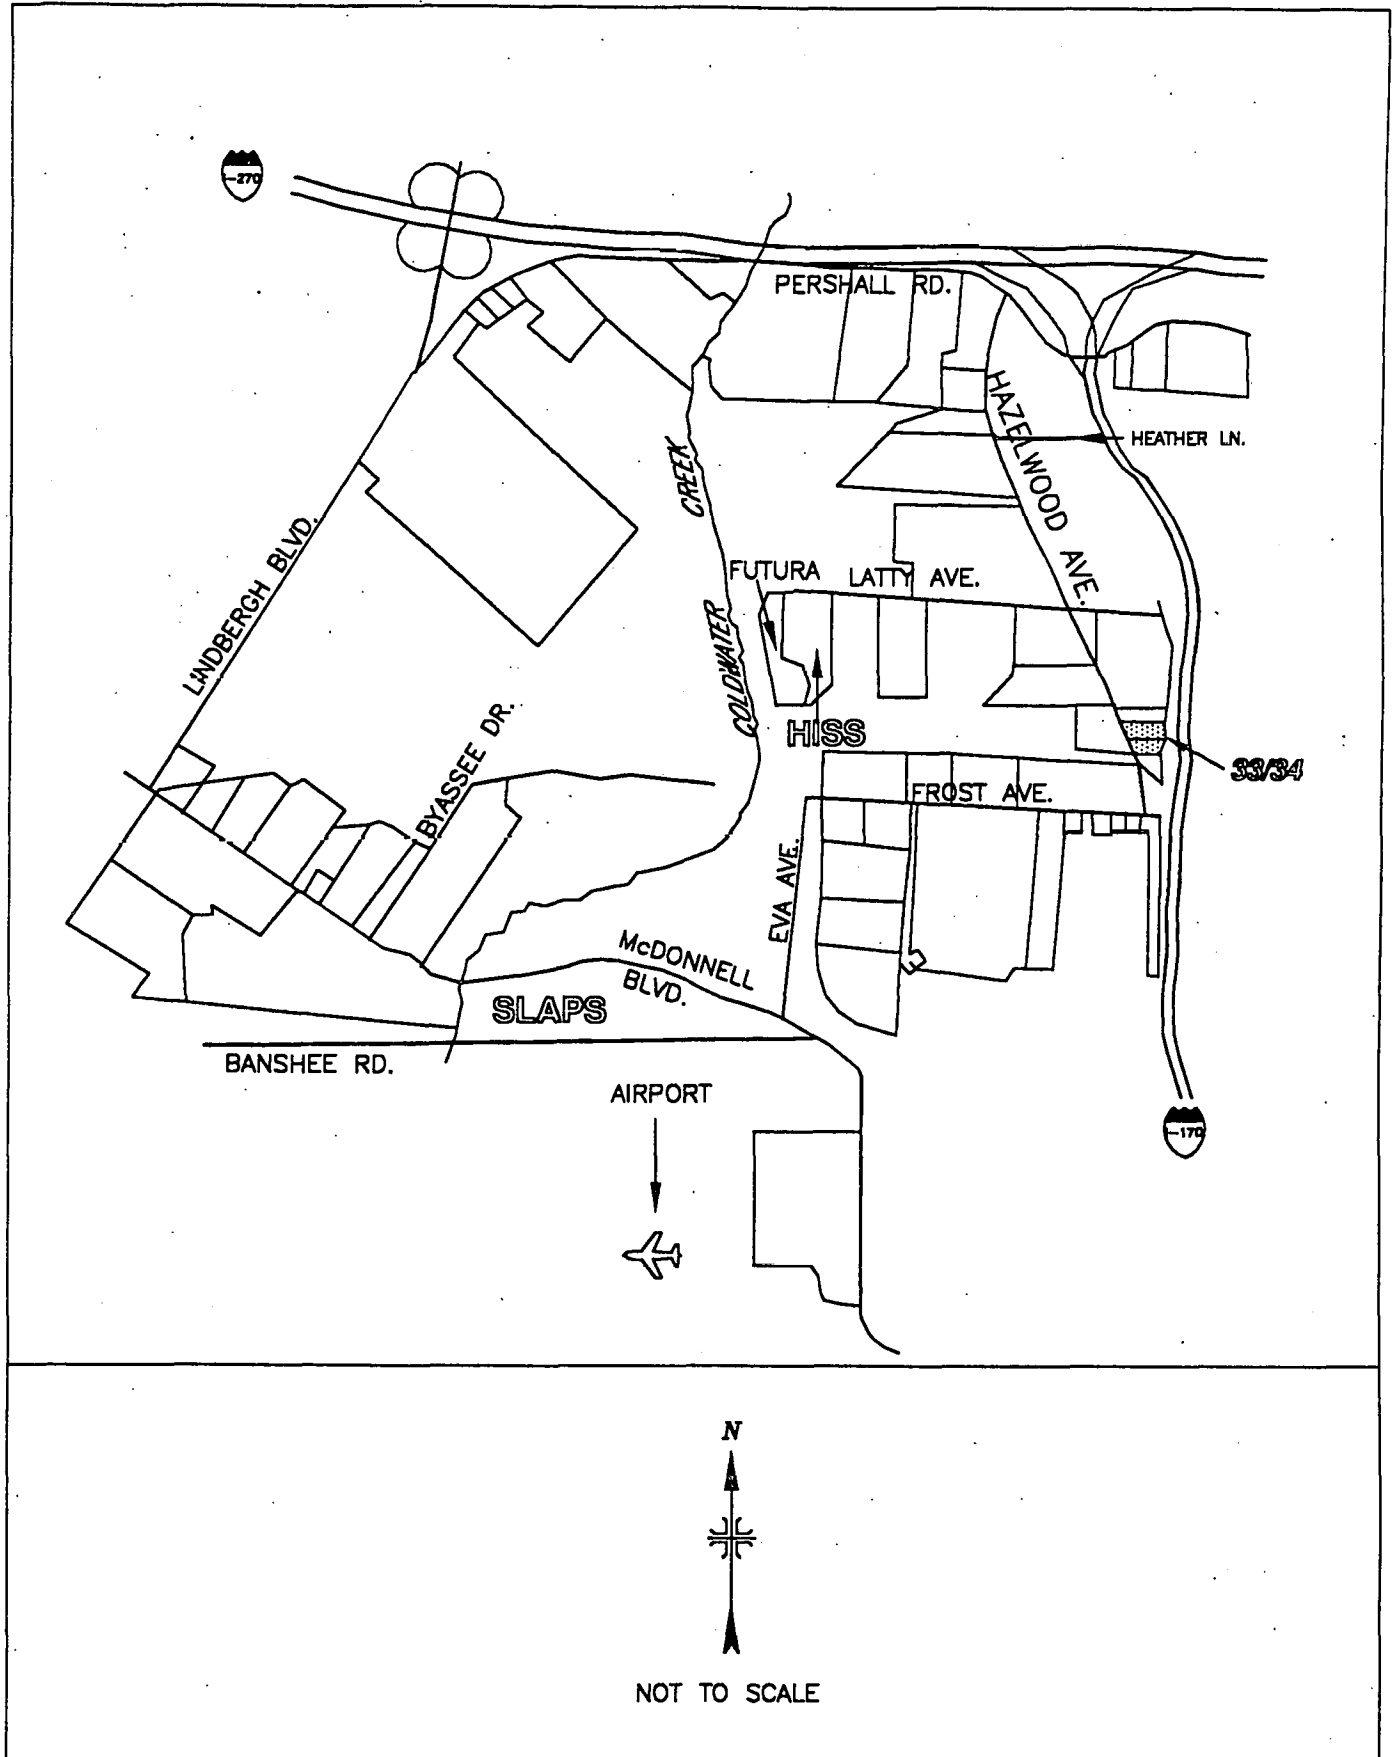 I-270
PERSHALL RD.
HAZELWOOD AVE.
HEATHER LN.
COLDWATER CREEK
LINDBERGH BLVD.
FUTURA
LATTY AVE.
HISS
BYASSEE DR.
33/34
FROST AVE.
EVA AVE.
McDONNELL
BLVD.
SLAPS
BANSHEE RD.
AIRPORT
I-170
N
NOT TO SCALE